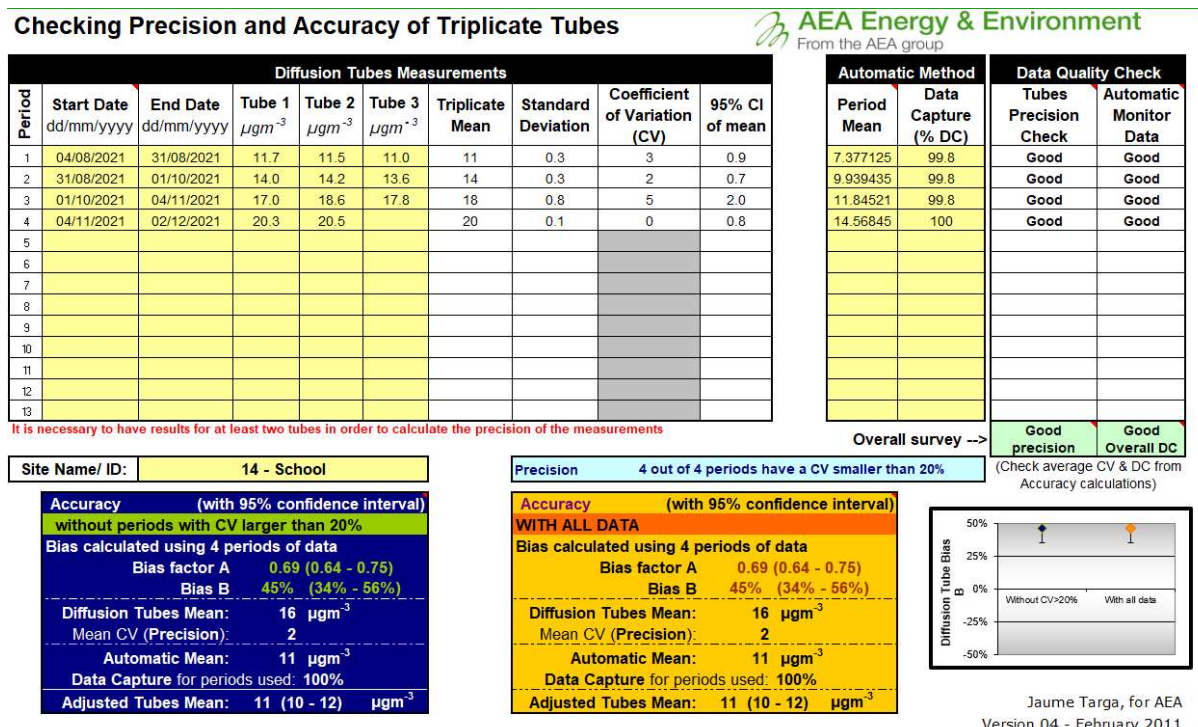 Checking Precision and Accuracy of Triplicate Tubes
AEA Energy & Environment
From the AEA group
Diffusion Tubes Measurements
Period
Start Date dd/mm/yyyy
End Date dd/mm/yyyy
Tube 1 µgm-3
Tube 2 µgm-3
Tube 3 µgm-3
Triplicate Mean
Standard Deviation
Coefficient of Variation (CV)
95% CI of mean
Automatic Method
Period Mean
Data Capture (% DC)
Data Quality Check
Tubes Precision Check
Automatic Monitor Data
1 04/08/2021 31/08/2021 11.7 11.5 11.0 11 0.3 3 0.9 7.377125 99.8 Good Good
2 31/08/2021 01/10/2021 14.0 14.2 13.6 14 0.3 2 0.7 9.939435 99.8 Good Good
3 01/10/2021 04/11/2021 17.0 18.6 17.8 18 0.8 5 2.0 11.84521 99.8 Good Good
4 04/11/2021 02/12/2021 20.3 20.5 20 0.1 0 0.8 14.56845 100 Good Good
5
6
7
8
9
10
11
12
13
It is necessary to have results for at least two tubes in order to calculate the precision of the measurements
Overall survey -->
Good precision
Good Overall DC
(Check average CV & DC from
Accuracy calculations)
Site Name/ ID: 14 - School
Precision 4 out of 4 periods have a CV smaller than 20%
Accuracy (with 95% confidence interval)
without periods with CV larger than 20%
Bias calculated using 4 periods of data
Bias factor A 0.69 (0.64 - 0.75)
Bias B 45% (34% - 56%)
Diffusion Tubes Mean: 16 µgm-3
Mean CV (Precision): 2
Automatic Mean: 11 µgm-3
Data Capture for periods used: 100%
Adjusted Tubes Mean: 11 (10 - 12) µgm-3
Accuracy (with 95% confidence interval)
WITH ALL DATA
Bias calculated using 4 periods of data
Bias factor A 0.69 (0.64 - 0.75)
Bias B 45% (34% - 56%)
Diffusion Tubes Mean: 16 µgm-3
Mean CV (Precision): 2
Automatic Mean: 11 µgm-3
Data Capture for periods used: 100%
Adjusted Tubes Mean: 11 (10 - 12) µgm-3
Diffusion Tube Bias B
50%
25%
0%
-25%
-50%
Without CV>20%
With all data
Jaume Targa, for AEA
Version 04 - February 2011